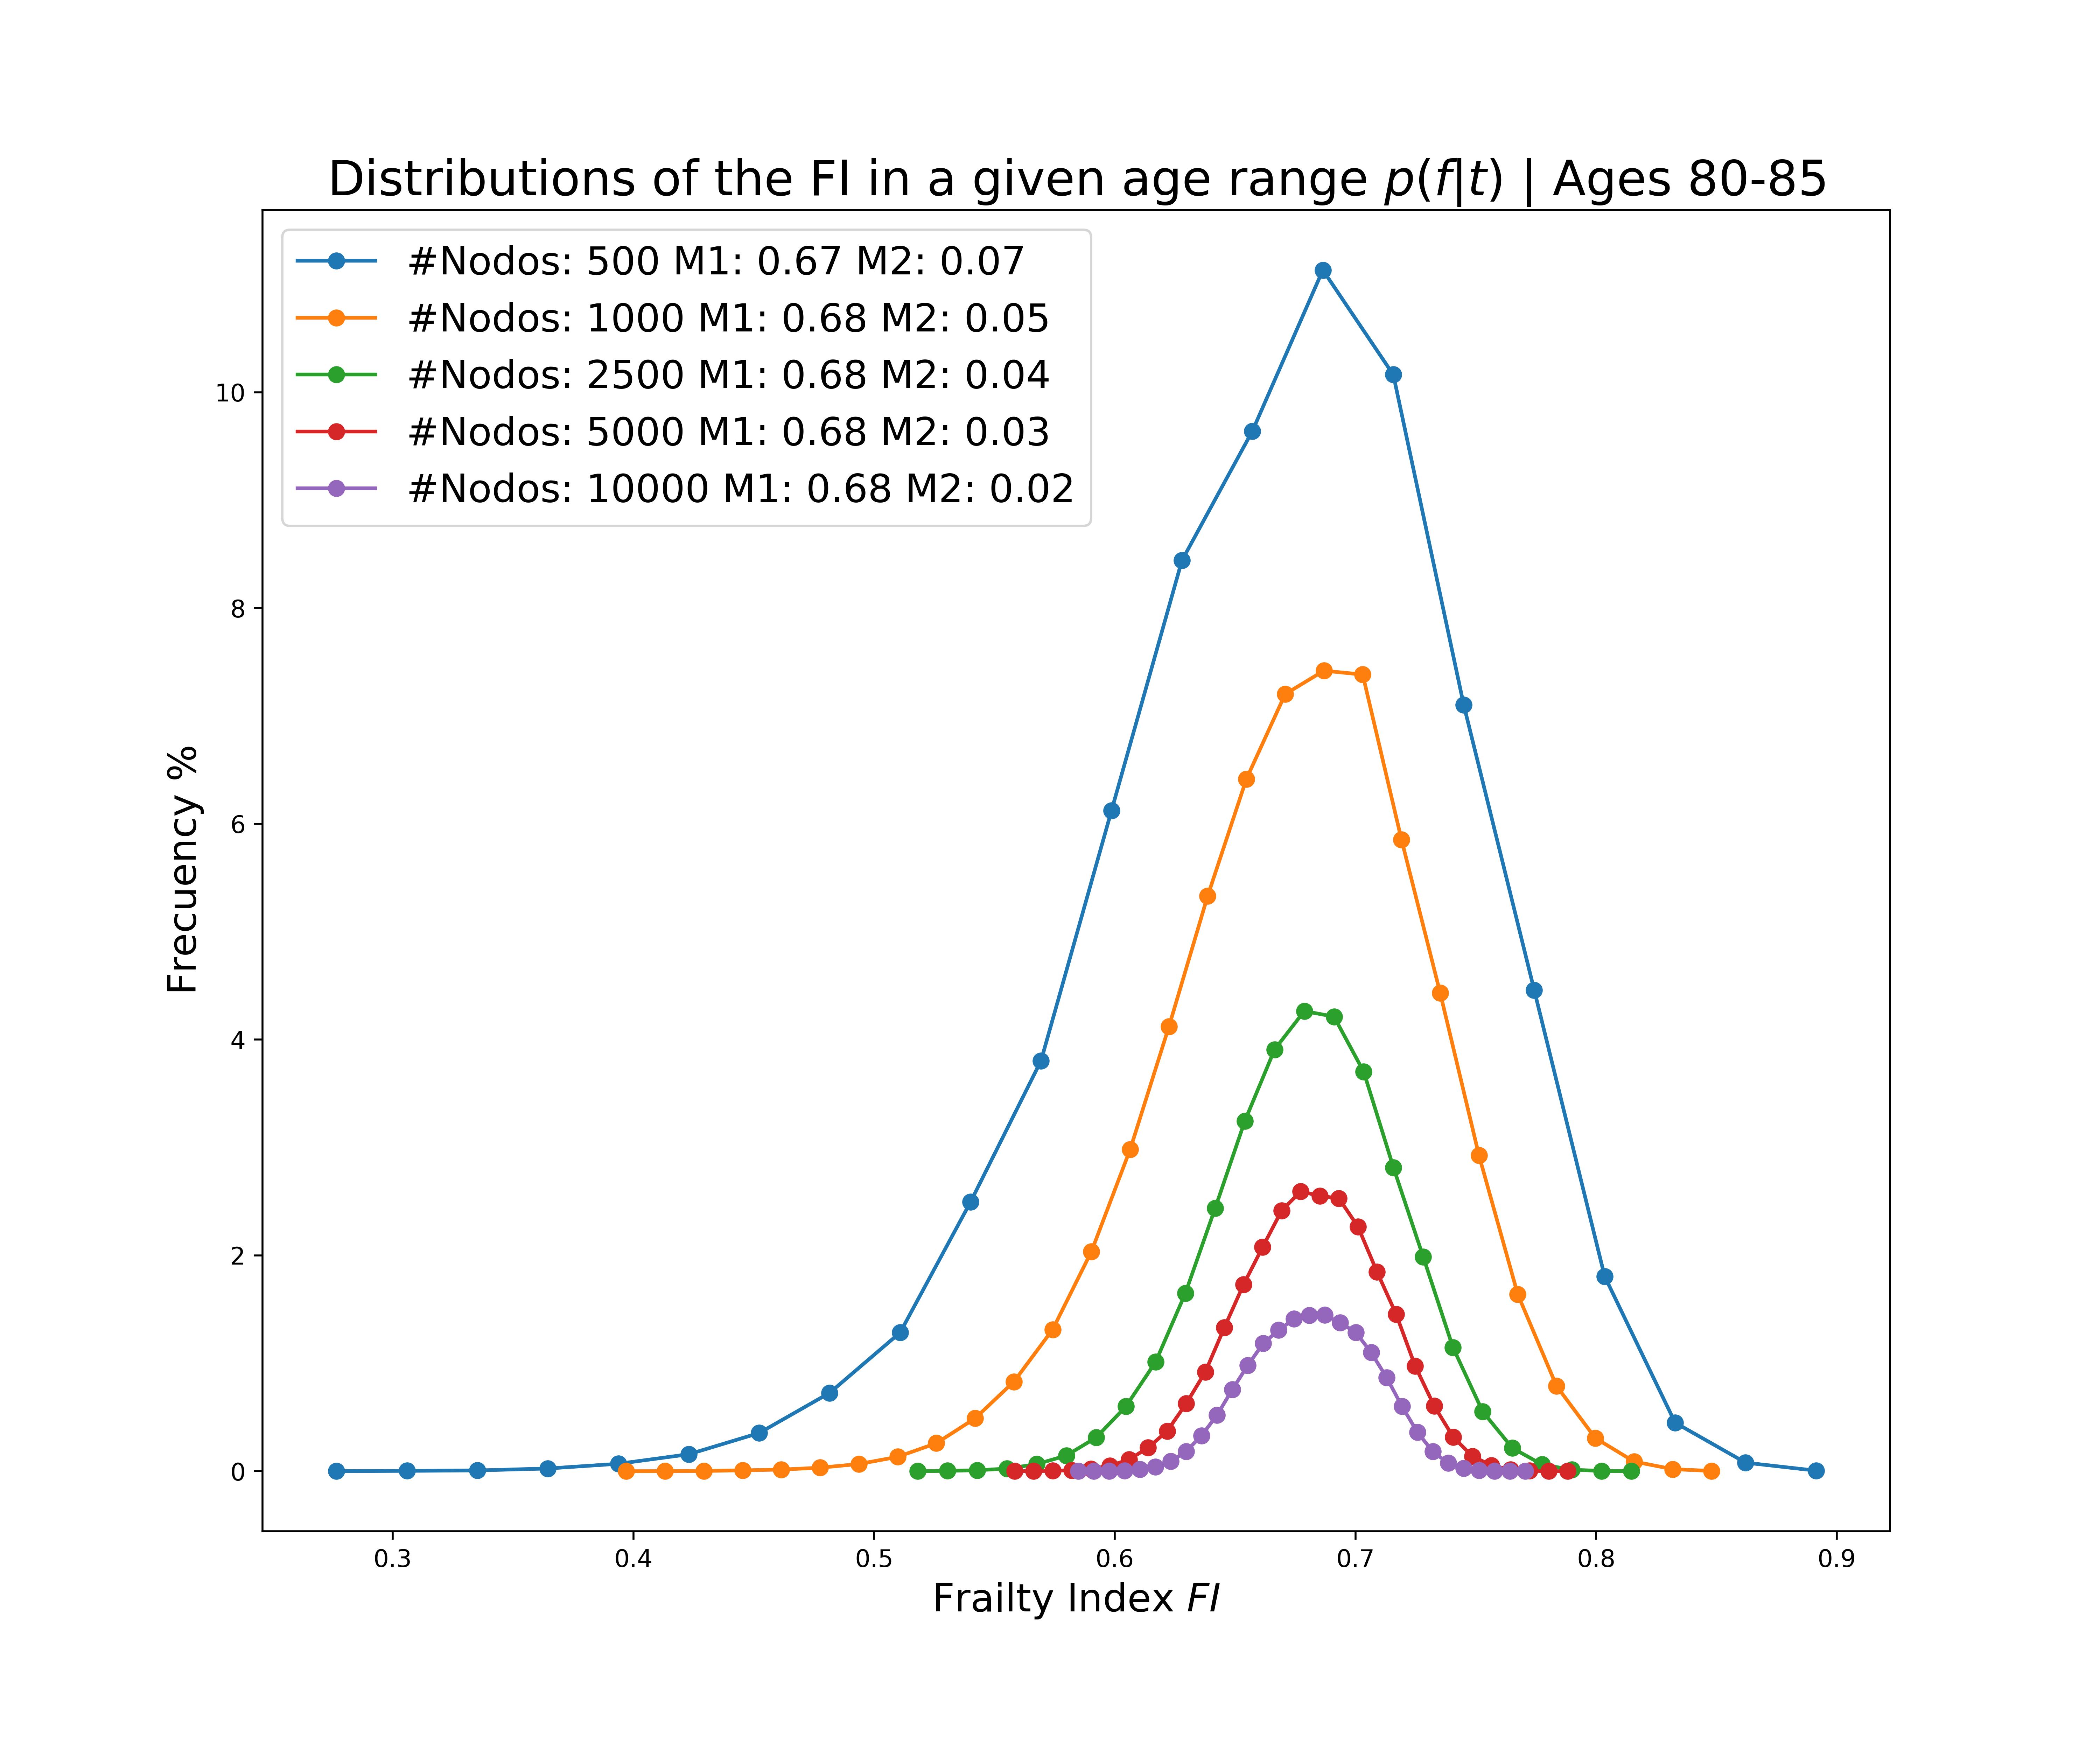 Distributions of the FI in a given age range p(f|t) | Ages 80-85
#Nodos: 500 M1: 0.67 M2: 0.07
#Nodos: 1000 M1: 0.68 M2: 0.05
#Nodos: 2500 M1: 0.68 M2: 0.04
#Nodos: 5000 M1: 0.68 M2: 0.03
#Nodos: 10000 M1: 0.68 M2: 0.02
Frecuency %
10
8
6
4
2
0
0.3 0.4 0.5 0.6 0.7 0.8 0.9
Frailty Index FI